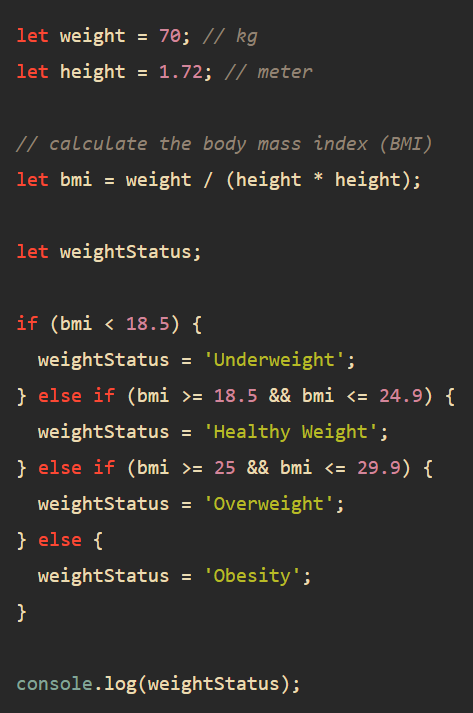 let weight = 70; // kg
let height = 1.72; // meter

// calculate the body mass index (BMI)
let bmi = weight / (height * height);

let weightStatus;

if (bmi < 18.5) {
  weightStatus = 'Underweight';
} else if (bmi >= 18.5 && bmi <= 24.9) {
  weightStatus = 'Healthy Weight';
} else if (bmi >= 25 && bmi <= 29.9) {
  weightStatus = 'Overweight';
} else {
  weightStatus = 'Obesity';
}

console.log(weightStatus);